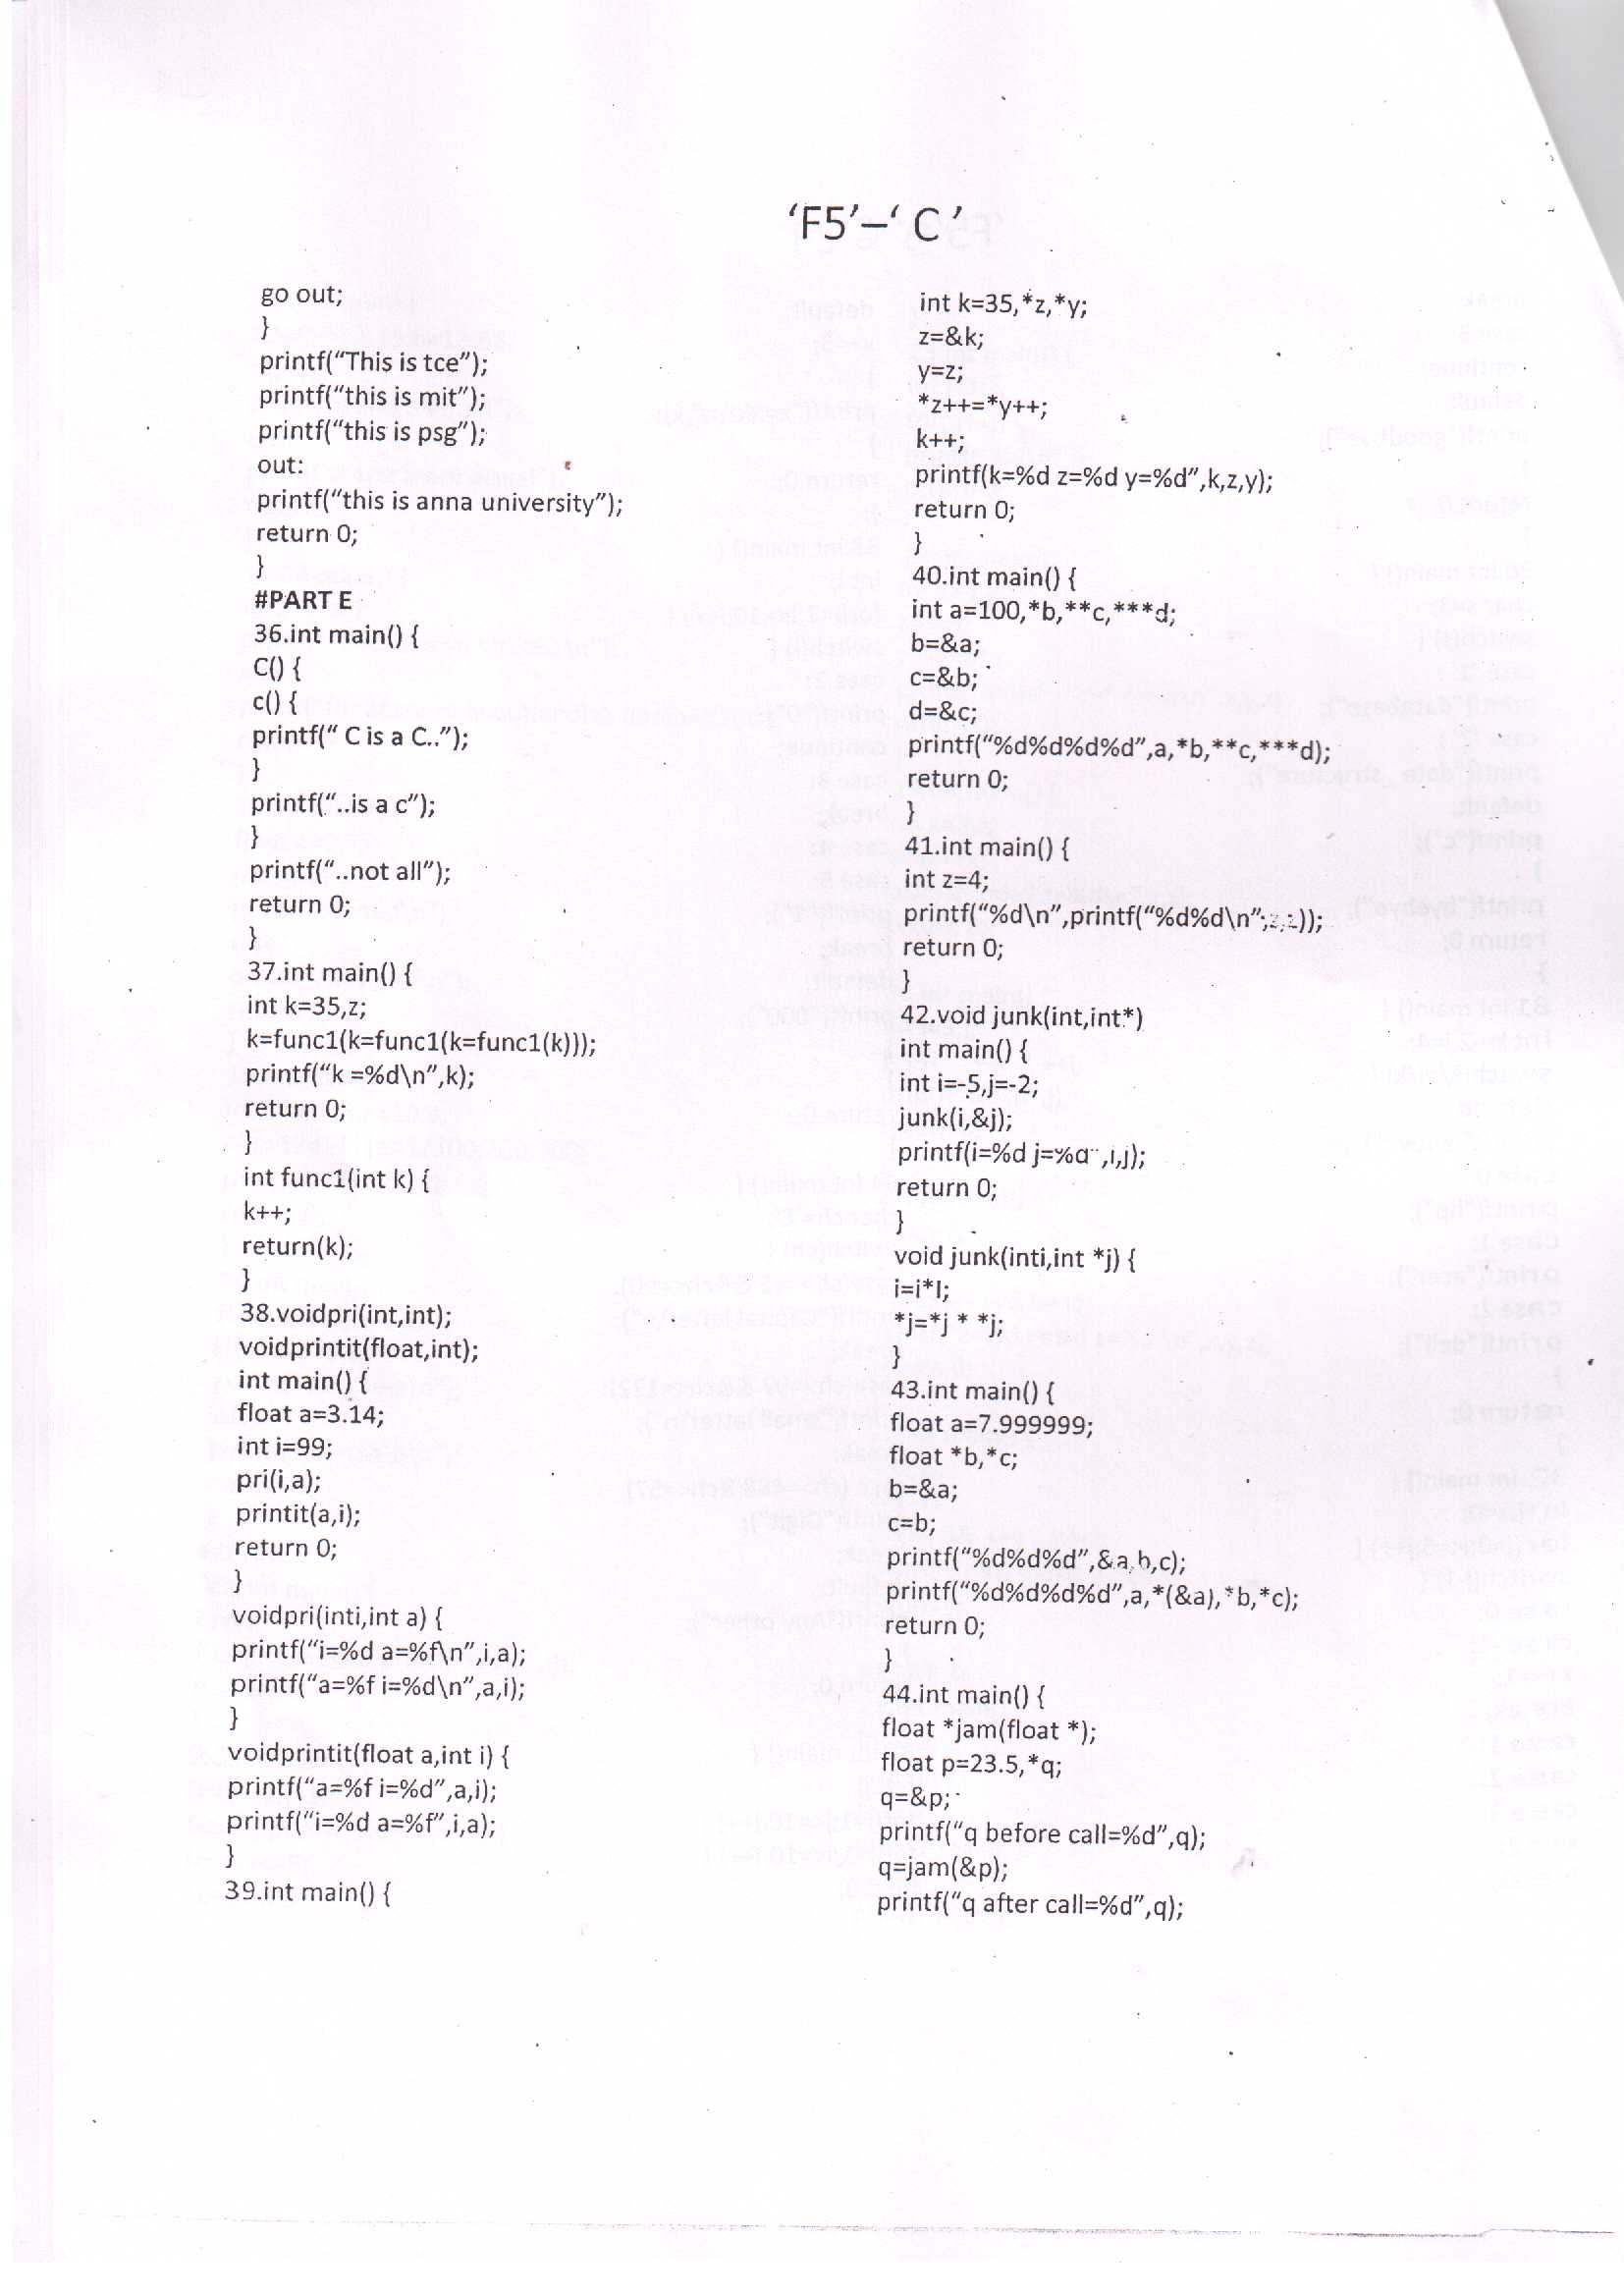 ‘F5’–‘ C ’
go out;
}
printf(“This is tce”);
printf(“this is mit”);
printf(“this is psg”);
out:
printf(“this is anna university”);
return 0;
}
#PART E
36.int main() {
C() {
c() {
printf(“ C is a C..”);
}
printf(“..is a c”);
}
printf(“..not all”);
return 0;
}
37.int main() {
int k=35,z;
k=func1(k=func1(k=func1(k)));
printf(“k =%d\n”,k);
return 0;
}
int func1(int k) {
k++;
return(k);
}
38.voidpri(int,int);
voidprintit(float,int);
int main() {
float a=3.14;
int i=99;
pri(i,a);
printit(a,i);
return 0;
}
voidpri(inti,int a) {
printf(“i=%d a=%f\n”,i,a);
printf(“a=%f i=%d\n”,a,i);
}
voidprintit(float a,int i) {
printf(“a=%f i=%d”,a,i);
printf(“i=%d a=%f”,i,a);
}
39.int main() {
int k=35,*z,*y;
z=&k;
y=z;
*z++=*y++;
k++;
printf(k=%d z=%d y=%d”,k,z,y);
return 0;
}
40.int main() {
int a=100,*b,**c,***d;
b=&a;
c=&b;
d=&c;
printf(“%d%d%d%d”,a,*b,**c,***d);
return 0;
}
41.int main() {
int z=4;
printf(“%d\n”,printf(“%d%d\n”,z,z));
return 0;
}
42.void junk(int,int*)
int main() {
int i=-5,j=-2;
junk(i,&j);
printf(i=%d j=%d”,i,j);
return 0;
}
void junk(inti,int *j) {
i=i*I;
*j=*j * *j;
}
43.int main() {
float a=7.999999;
float *b,*c;
b=&a;
c=b;
printf(“%d%d%d”,&a,b,c);
printf(“%d%d%d%d”,a,*(&a),*b,*c);
return 0;
}
44.int main() {
float *jam(float *);
float p=23.5,*q;
q=&p;
printf(“q before call=%d”,q);
q=jam(&p);
printf(“q after call=%d”,q);